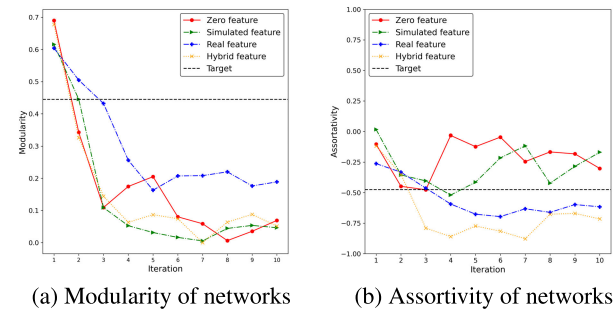 0.7
0.6
0.5
0.4
0.3
0.2
0.1
0.0
Modularity
1 2 3 4 5 6 7 8 9 10
Iteration
Zero feature
Simulated feature
Real feature
Hybrid feature
Target
(a) Modularity of networks
1.00
0.75
0.50
0.25
0.00
−0.25
−0.50
−0.75
−1.00
Assortativity
1 2 3 4 5 6 7 8 9 10
Iteration
Zero feature
Simulated feature
Real feature
Hybrid feature
Target
(b) Assortivity of networks